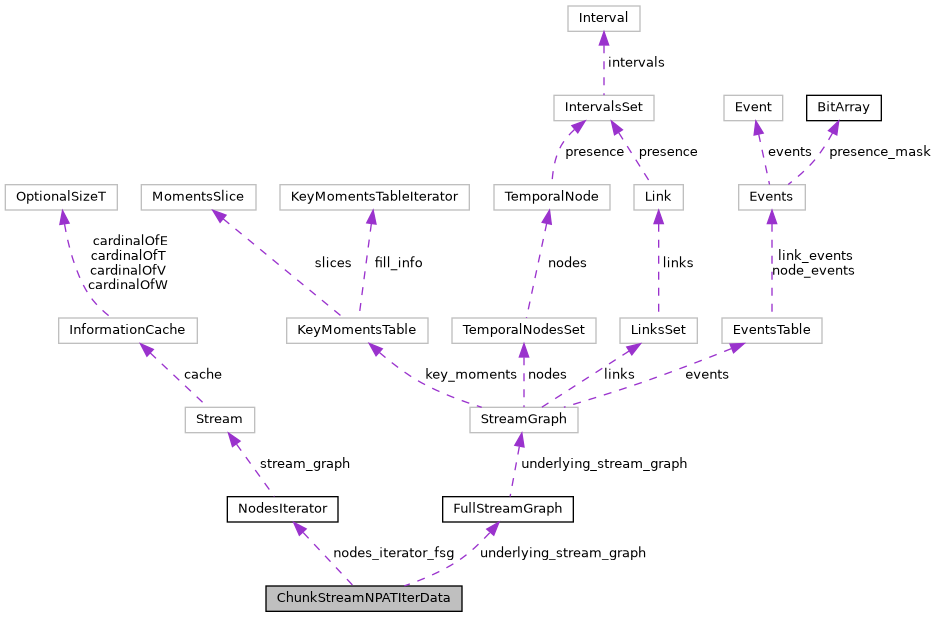 Interval
intervals
IntervalsSet
Event
BitArray
presence
presence
events
presence_mask
OptionalSizeT
MomentsSlice
KeyMomentsTableIterator
TemporalNode
Link
Events
cardinalOfE
cardinalOfT
cardinalOfV
cardinalOfW
slices
fill_info
nodes
links
link_events
node_events
InformationCache
KeyMomentsTable
TemporalNodesSet
LinksSet
EventsTable
cache
key_moments
nodes
links
events
Stream
StreamGraph
stream_graph
underlying_stream_graph
NodesIterator
FullStreamGraph
nodes_iterator_fsg
underlying_stream_graph
ChunkStreamNPATIterData